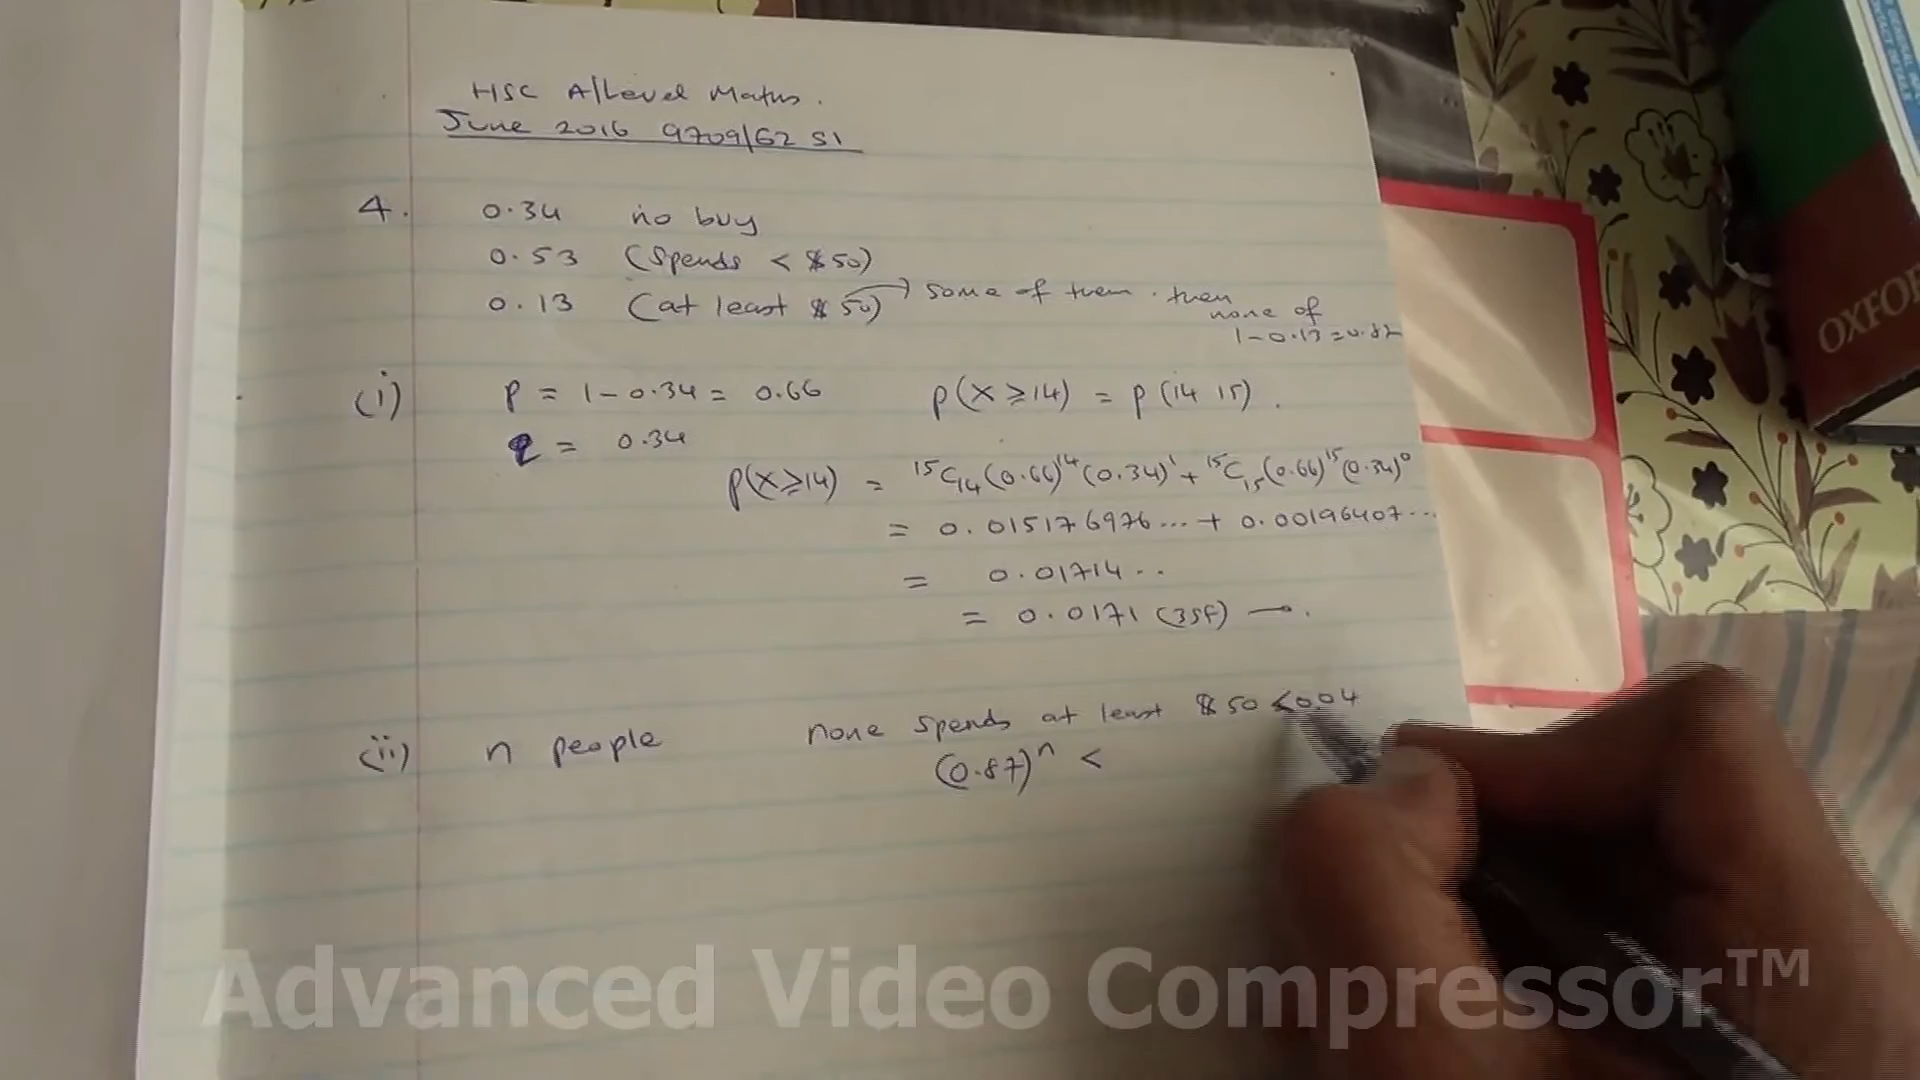 HSC A/Level Maths.
June 2016 9709/62 S1
4. 0.34 no buy
0.53 (Spends < $50)
0.13 (at least $50) → some of them. then
none of
1-0.13 = 0.87
(i) p = 1-0.34 = 0.66 p(X ≥ 14) = p(14 15).
q = 0.34
p(X ≥ 14) = ¹⁵C₁₄(0.66)¹⁴(0.34)¹ + ¹⁵C₁₅(0.66)¹⁵(0.34)⁰
= 0.015176976... + 0.00196407...
= 0.01714..
= 0.0171 (3SF)
(ii) n people none spends at least $50 < 0.04
(0.87)ⁿ <
OXFO
Advanced Video Compressor™